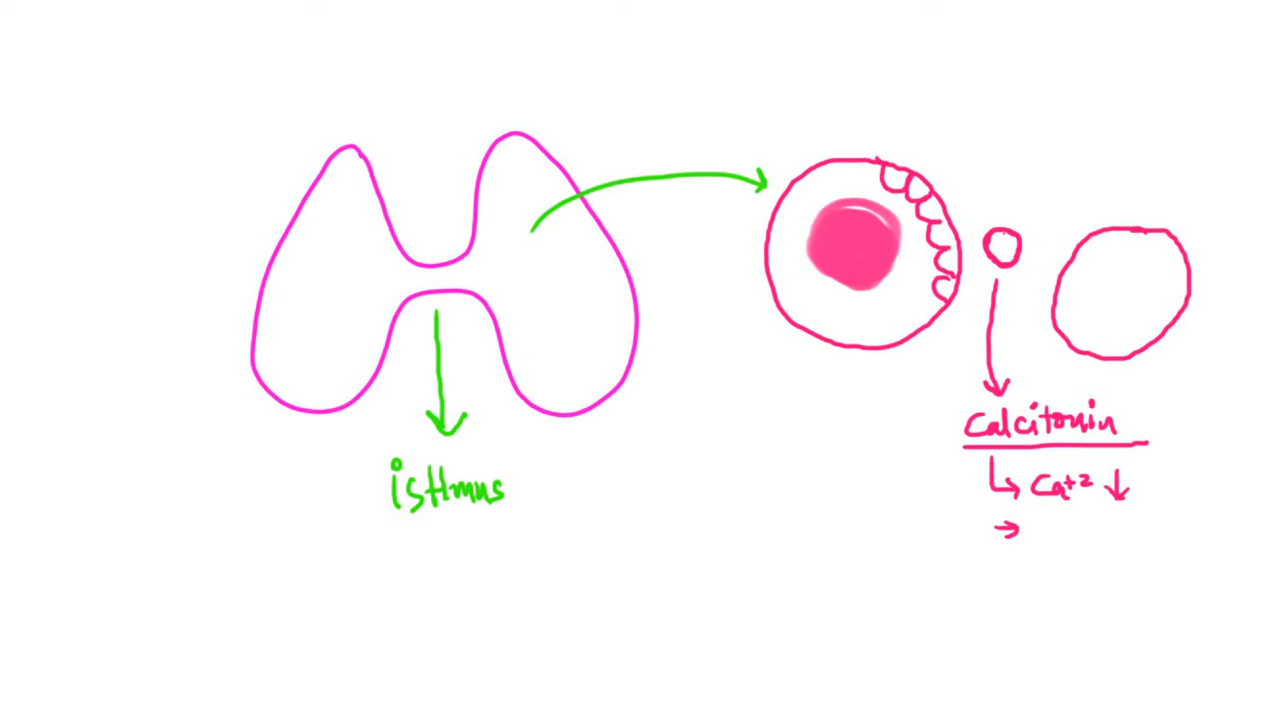 isthmus
Calcitonin
↳ Ca+2 ↓
→